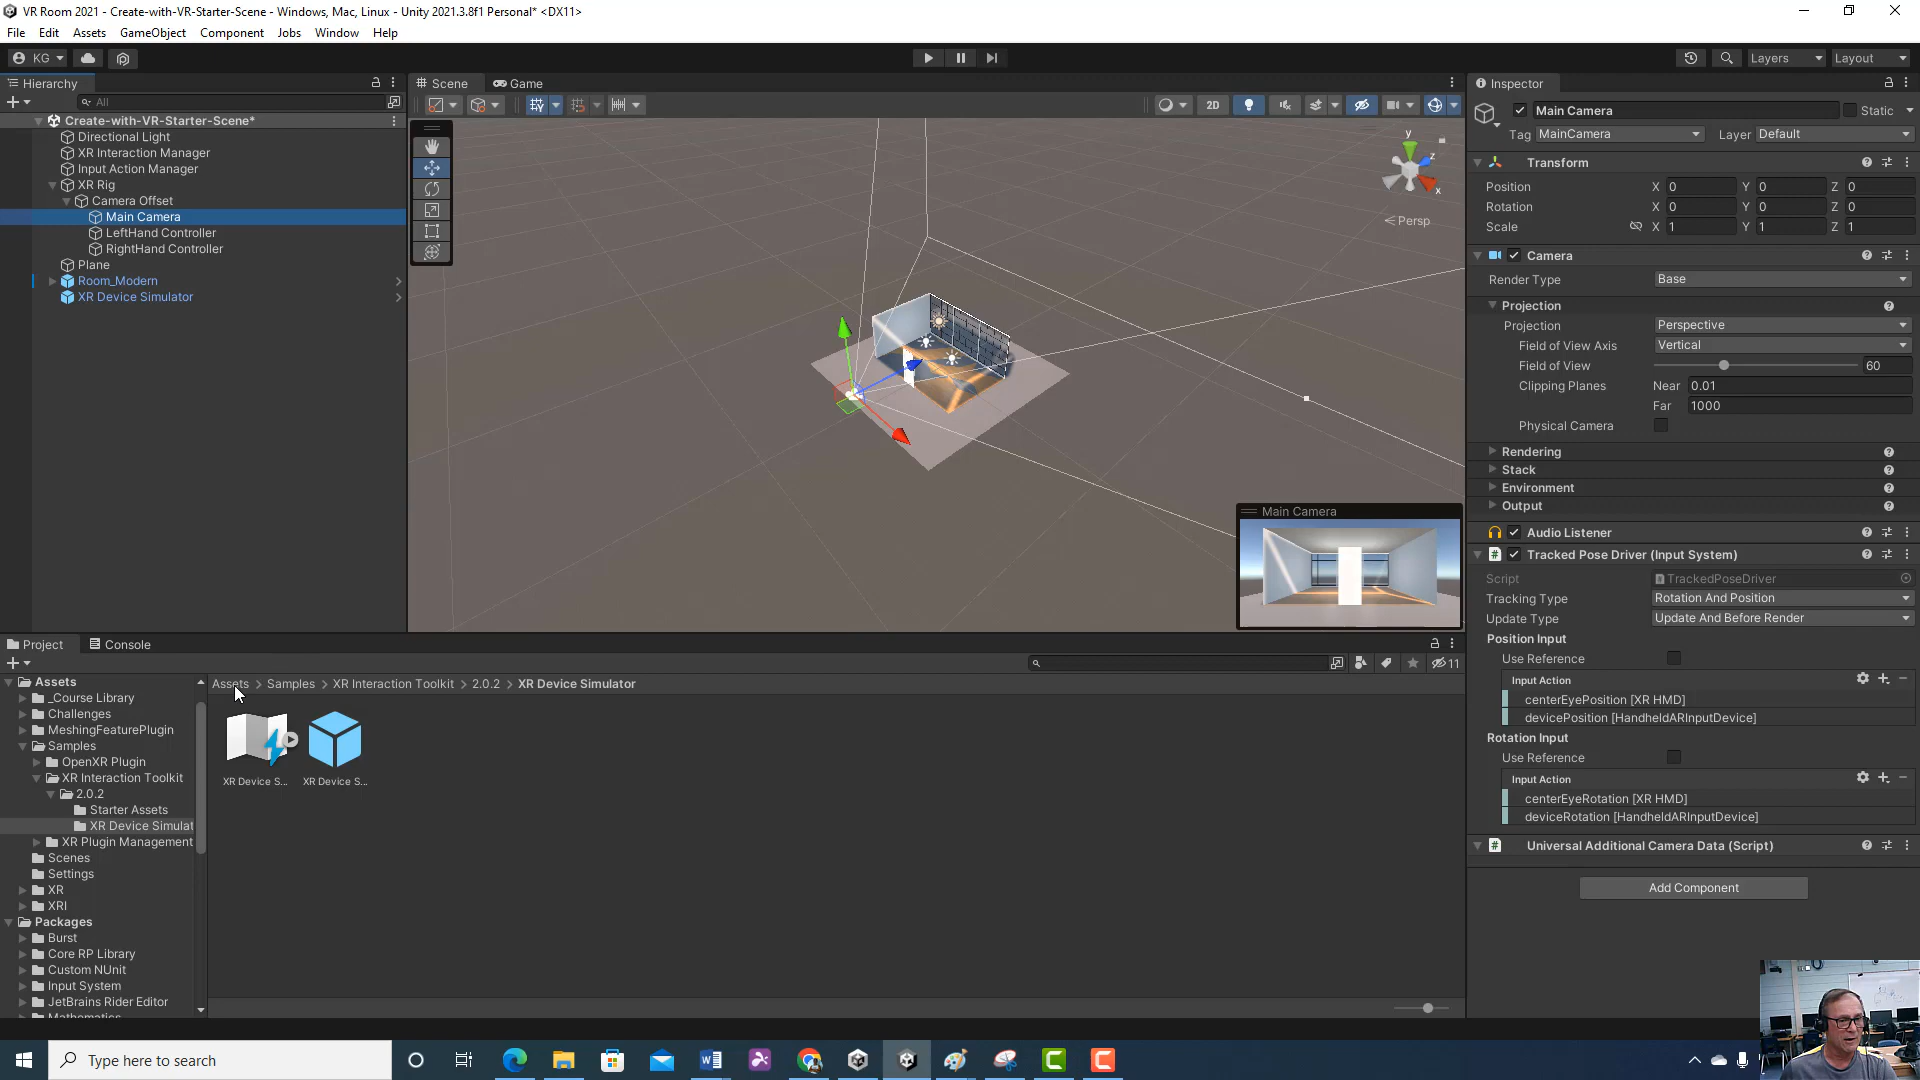 VR Room 2021 - Create-with-VR-Starter-Scene - Windows, Mac, Linux - Unity 2021.3.8f1 Personal* <DX11>
File Edit Assets GameObject Component Jobs Window Help
KG Layers Layout
Hierarchy
All
Create-with-VR-Starter-Scene*
Directional Light
XR Interaction Manager
Input Action Manager
XR Rig
Camera Offset
Main Camera
LeftHand Controller
RightHand Controller
Plane
Room_Modern
XR Device Simulator
Scene Game
2D
y
z
x
Persp
Main Camera
Inspector
Main Camera Static
Tag MainCamera Layer Default
Transform
Position X 0 Y 0 Z 0
Rotation X 0 Y 0 Z 0
Scale X 1 Y 1 Z 1
Camera
Render Type Base
Projection
Projection Perspective
Field of View Axis Vertical
Field of View 60
Clipping Planes Near 0.01
Far 1000
Physical Camera
Rendering
Stack
Environment
Output
Audio Listener
Tracked Pose Driver (Input System)
Script TrackedPoseDriver
Tracking Type Rotation And Position
Update Type Update And Before Render
Position Input
Use Reference
Input Action
centerEyePosition [XR HMD]
devicePosition [HandheldARInputDevice]
Rotation Input
Use Reference
Input Action
centerEyeRotation [XR HMD]
deviceRotation [HandheldARInputDevice]
Universal Additional Camera Data (Script)
Add Component
Project Console
11
Assets
_Course Library
Challenges
MeshingFeaturePlugin
Samples
OpenXR Plugin
XR Interaction Toolkit
2.0.2
Starter Assets
XR Device Simulat
XR Plugin Management
Scenes
Settings
XR
XRI
Packages
Burst
Core RP Library
Custom NUnit
Input System
JetBrains Rider Editor
Mathematics
Assets > Samples > XR Interaction Toolkit > 2.0.2 > XR Device Simulator
XR Device S... XR Device S...
Type here to search